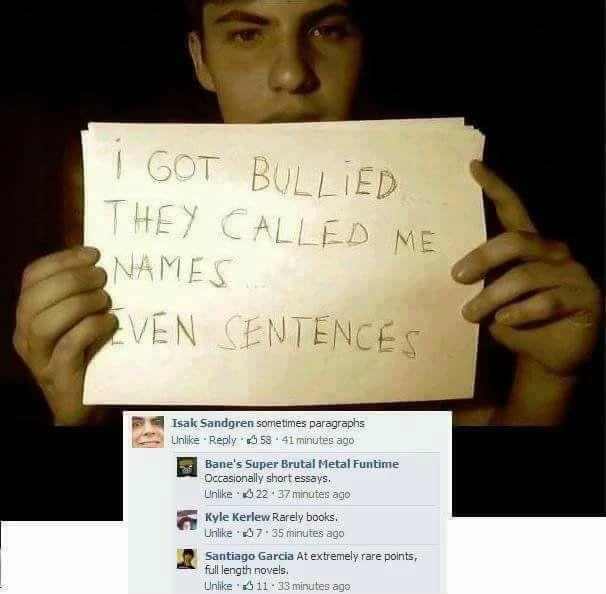 i GOT BULLiED...
THEY CALLED ME
NAMES...
EVEN SENTENCES
Isak Sandgren sometimes paragraphs
Unlike · Reply · 58 · 41 minutes ago
Bane's Super Brutal Metal Funtime
Occasionally short essays.
Unlike · 22 · 37 minutes ago
Kyle Kerlew Rarely books.
Unlike · 7 · 35 minutes ago
Santiago Garcia At extremely rare points,
full length novels.
Unlike · 11 · 33 minutes ago